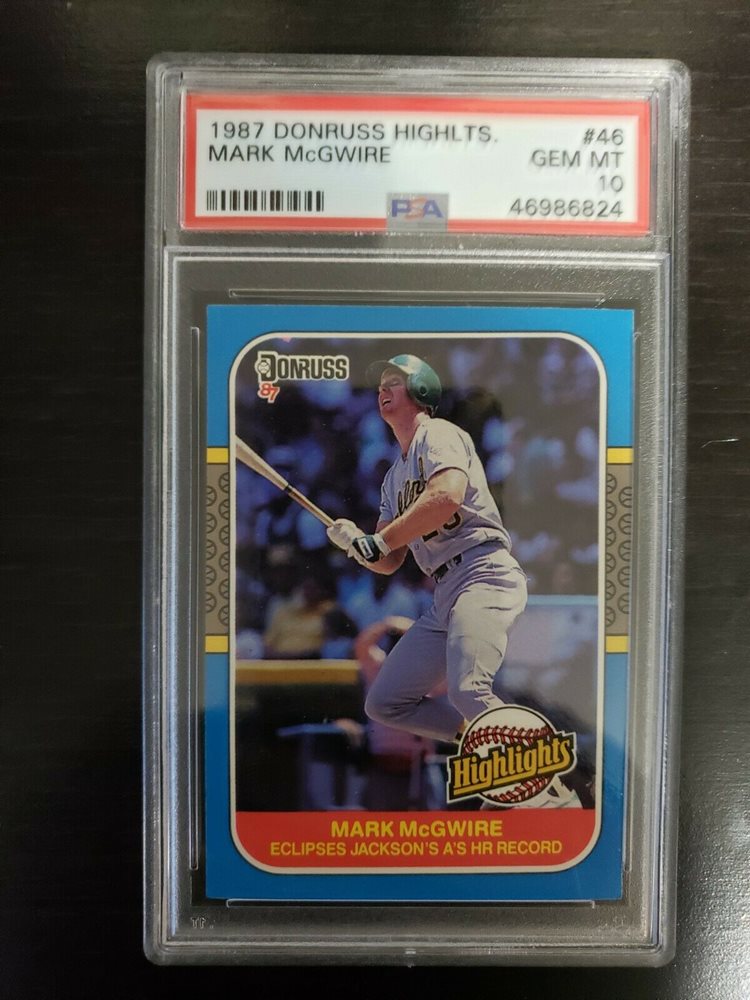 1987 DONRUSS HIGHLTS. #46
MARK McGWIRE GEM MT
10
PSA 46986824
DONRUSS
87
Highlights
MARK McGWIRE
ECLIPSES JACKSON'S A'S HR RECORD